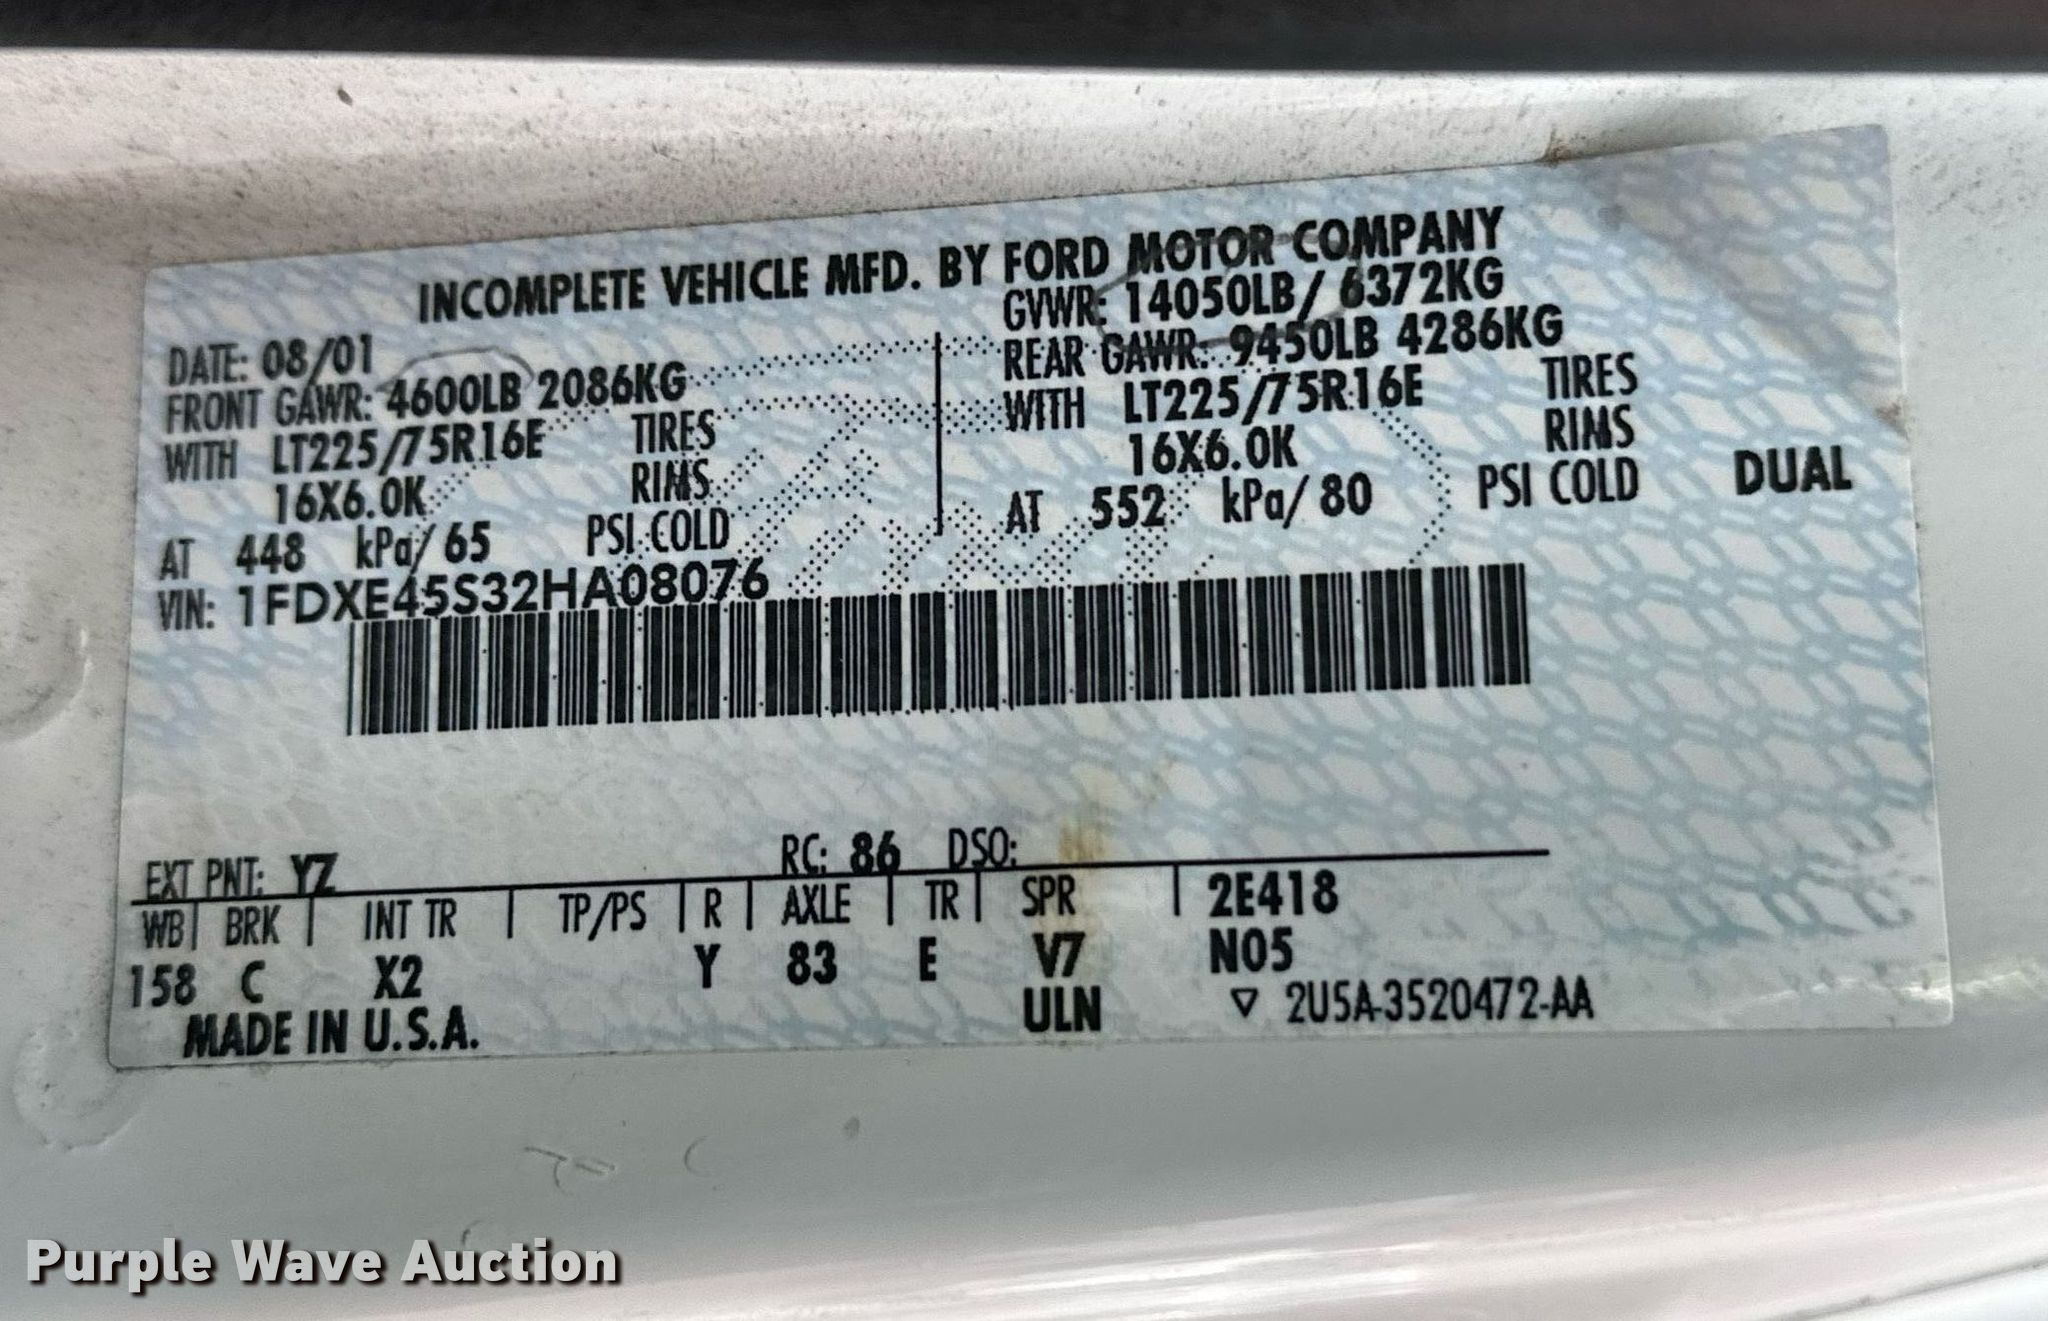 INCOMPLETE VEHICLE MFD. BY FORD MOTOR COMPANY
DATE: 08/01 GVWR: 14050LB/ 6372KG
FRONT GAWR: 4600LB 2086KG REAR GAWR: 9450LB 4286KG
WITH LT225/75R16E TIRES WITH LT225/75R16E TIRES
16X6.0K RIMS 16X6.0K RIMS
AT 448 kPa/ 65 PSI COLD AT 552 kPa/ 80 PSI COLD DUAL
VIN: 1FDXE45S32HA08076
EXT PNT: YZ RC: 86 DSO:
WB BRK INT TR TP/PS R AXLE TR SPR 2E418
158 C X2 Y 83 E V7 N05
MADE IN U.S.A. ULN 2U5A-3520472-AA
Purple Wave Auction